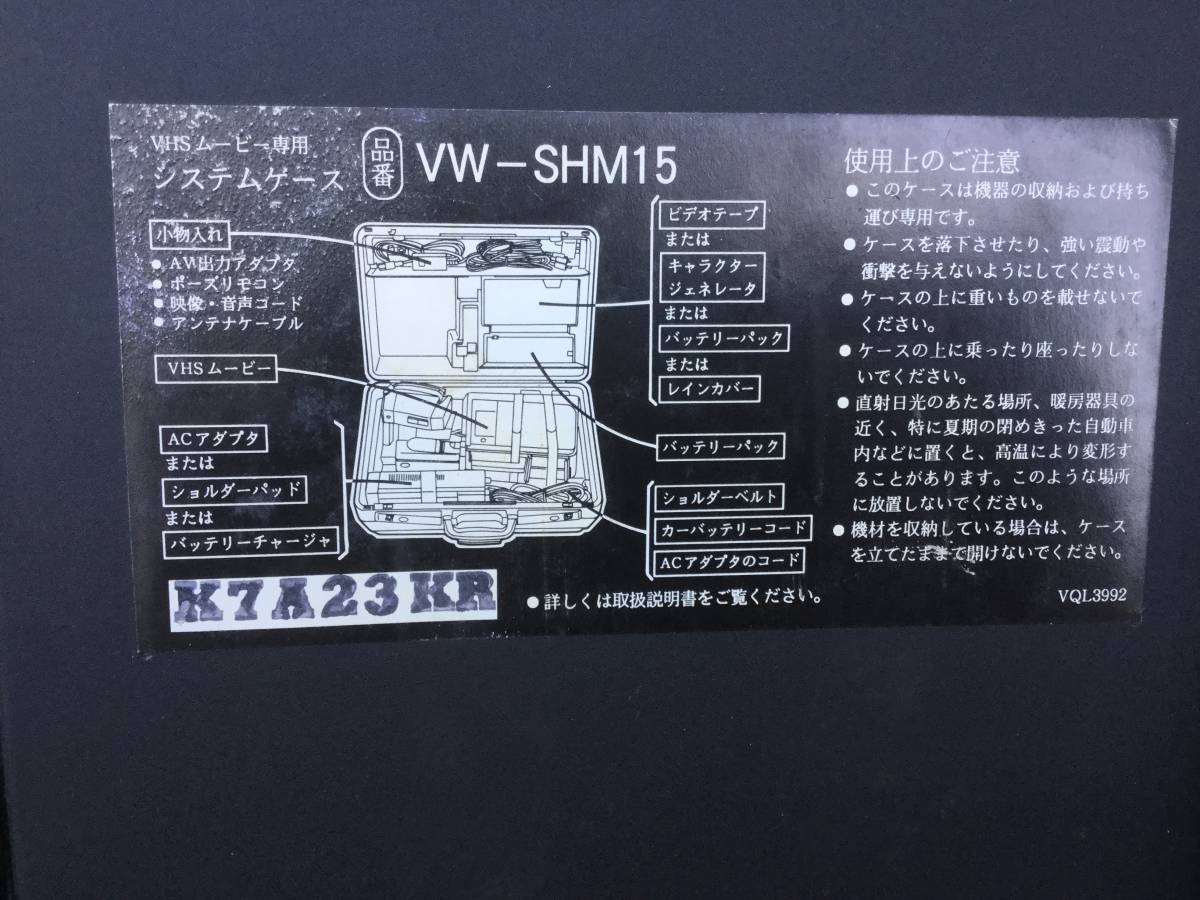 VHSムービー専用
システムケース
品番
VW-SHM15
小物入れ
● AV出力アダプタ
● ポーズリモコン
● 映像・音声コード
● アンテナケーブル
VHSムービー
ACアダプタ
または
ショルダーパッド
または
バッテリーチャージャ
ビデオテープ
または
キャラクター
ジェネレータ
または
バッテリーパック
または
レインカバー
バッテリーパック
ショルダーベルト
カーバッテリーコード
ACアダプタのコード
K7A23KR
● 詳しくは取扱説明書をご覧ください。
使用上のご注意
● このケースは機器の収納および持ち
運び専用です。
● ケースを落下させたり、強い震動や
衝撃を与えないようにしてください。
● ケースの上に重いものを載せないで
ください。
● ケースの上に乗ったり座ったりしな
いでください。
● 直射日光のあたる場所、暖房器具の
近く、特に夏期の閉めきった自動車
内などに置くと、高温により変形す
ることがあります。このような場所
に放置しないでください。
● 機材を収納している場合は、ケース
を立てたままで開けないでください。
VQL3992